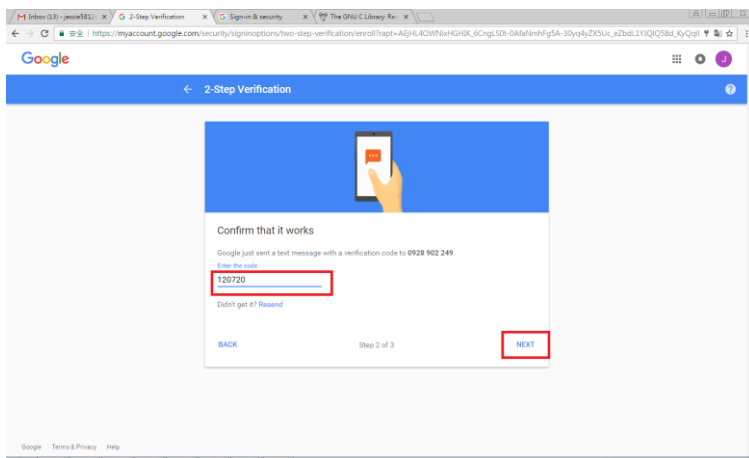 Inbox (13) - jessie5812
2-Step Verification
Sign-in & security
The GNU C Library: Re
安全 | https://myaccount.google.com/security/signinoptions/two-step-verification/enroll?rapt=
Google
J
2-Step Verification
Confirm that it works
Google just sent a text message with a verification code to 0928 902 249.
Enter the code
120720
Didn't get it? Resend
BACK
Step 2 of 3
NEXT
Google Terms & Privacy Help